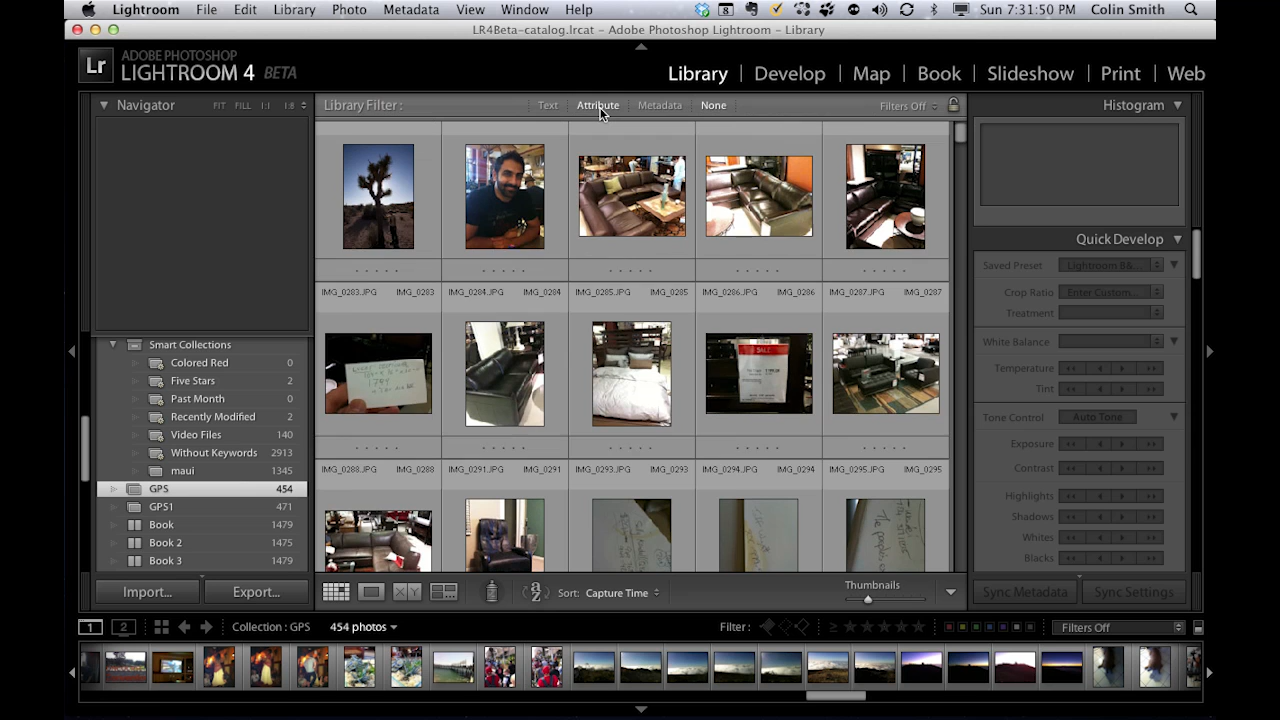 Lightroom File Edit Library Photo Metadata View Window Help 8 Sun 7:31:50 PM Colin Smith
LR4Beta-catalog.lrcat – Adobe Photoshop Lightroom – Library
Lr ADOBE PHOTOSHOP
LIGHTROOM 4 BETA
Library | Develop | Map | Book | Slideshow | Print | Web
Navigator FIT FILL 1:1 1:8
Library Filter : Text Attribute Metadata None Filters Off
Histogram
Quick Develop
Saved Preset Lightroom B&...
Crop Ratio Enter Custom...
Treatment
White Balance
Temperature
Tint
Tone Control Auto Tone
Exposure
Contrast
Highlights
Shadows
Whites
Blacks
IMG_0283.JPG IMG_0283 IMG_0284.JPG IMG_0284 IMG_0285.JPG IMG_0285 IMG_0286.JPG IMG_0286 IMG_0287.JPG IMG_0287
SALE
IMG_0288.JPG IMG_0288 IMG_0291.JPG IMG_0291 IMG_0293.JPG IMG_0293 IMG_0294.JPG IMG_0294 IMG_0295.JPG IMG_0295
Smart Collections
Colored Red 0
Five Stars 2
Past Month 0
Recently Modified 2
Video Files 140
Without Keywords 2913
maui 1345
GPS 454
GPS1 471
Book 1479
Book 2 1475
Book 3 1479
Import... Export...
XY
Sort: Capture Time
Thumbnails
Sync Metadata Sync Settings
1 2 Collection : GPS 454 photos Filter : ≥ Filters Off